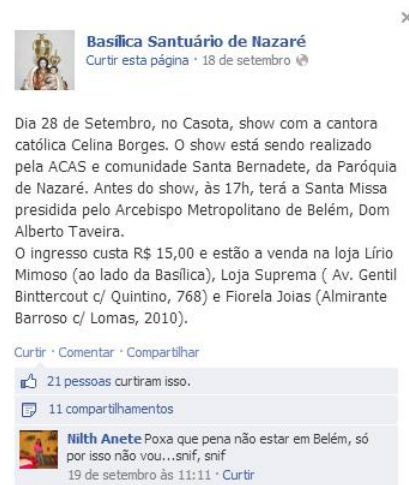 Basílica Santuário de Nazaré
Curtir esta página · 18 de setembro
Dia 28 de Setembro, no Casota, show com a cantora
católica Celina Borges. O show está sendo realizado
pela ACAS e comunidade Santa Bernadete, da Paróquia
de Nazaré. Antes do show, às 17h, terá a Santa Missa
presidida pelo Arcebispo Metropolitano de Belém, Dom
Alberto Taveira.
O ingresso custa R$ 15,00 e estão a venda na loja Lírio
Mimoso (ao lado da Basílica), Loja Suprema ( Av. Gentil
Binttercout c/ Quintino, 768) e Fiorela Joias (Almirante
Barroso c/ Lomas, 2010).
Curtir · Comentar · Compartilhar
21 pessoas curtiram isso.
11 compartilhamentos
Nilth Anete Poxa que pena não estar em Belém, só
por isso não vou...snif, snif
19 de setembro às 11:11 · Curtir